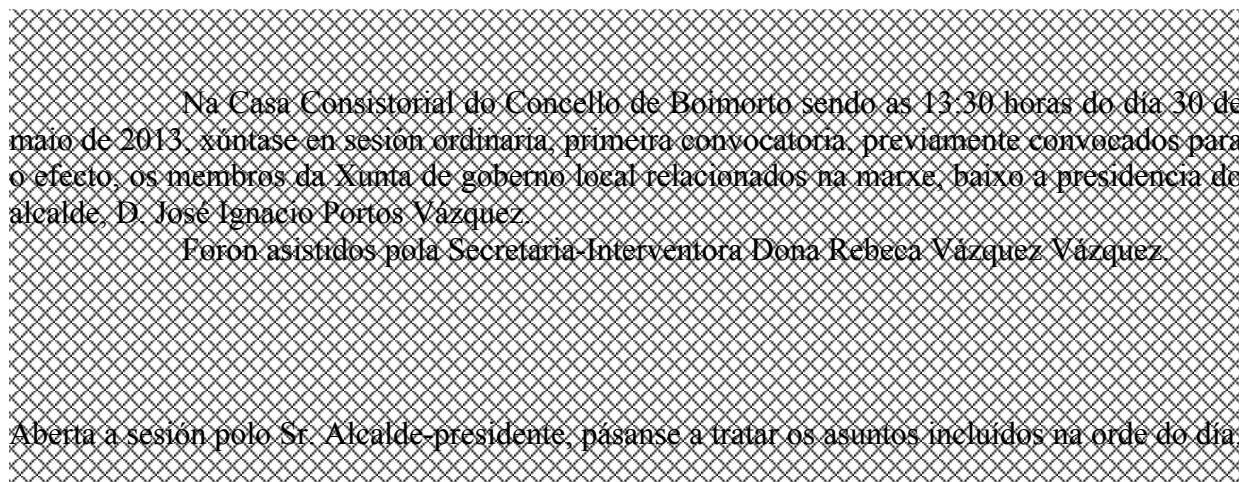 Na Casa Consistorial do Concello de Boimorto sendo as 13:30 horas do día 30 de
maio de 2013, xúntase en sesión ordinaria, primeira convocatoria, previamente convocados para
o efecto, os membros da Xunta de goberno local relacionados na marxe, baixo a presidencia do
alcalde, D. José Ignacio Portos Vázquez.
Foron asistidos pola Secretaria-Interventora Dona Rebeca Vázquez Vázquez.
Aberta a sesión polo Sr. Alcalde-presidente, pásanse a tratar os asuntos incluidos na orde do día;